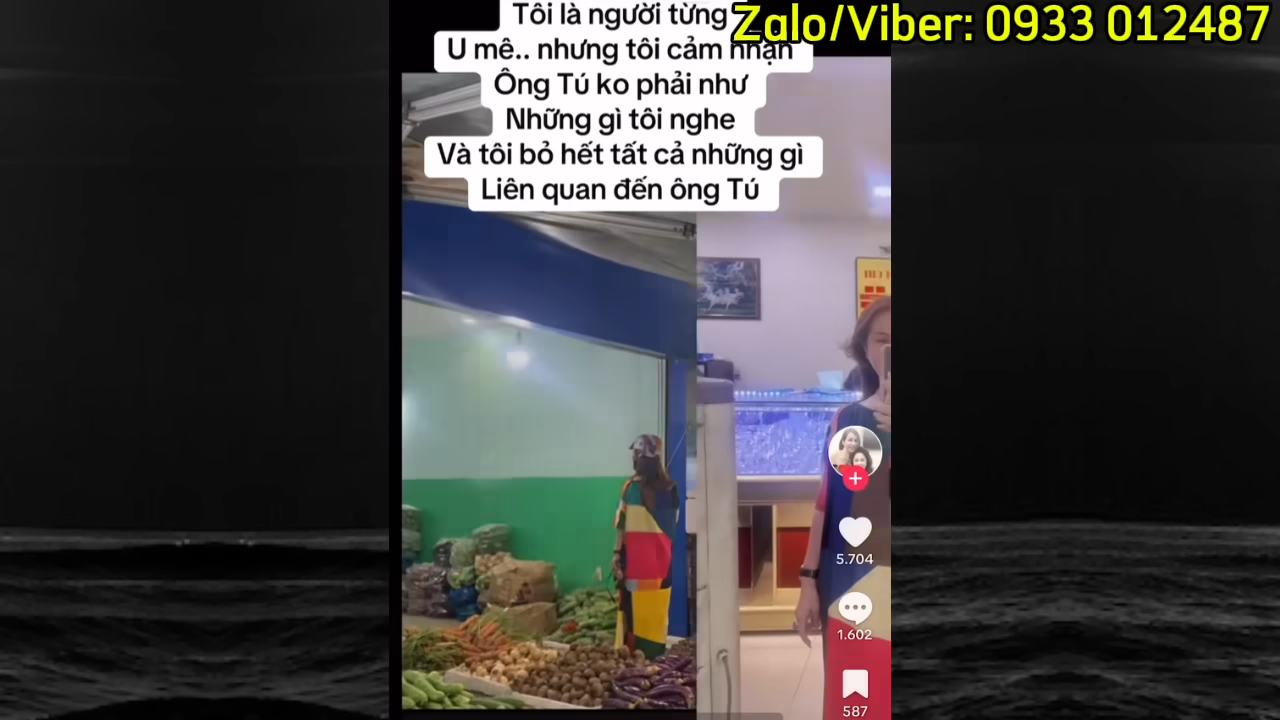 Zalo/Viber: 0933 012487
Tôi là người từng
U mê.. nhưng tôi cảm nhận
Ông Tú ko phải như
Những gì tôi nghe
Và tôi bỏ hết tất cả những gì
Liên quan đến ông Tú
5.704
1.602
587